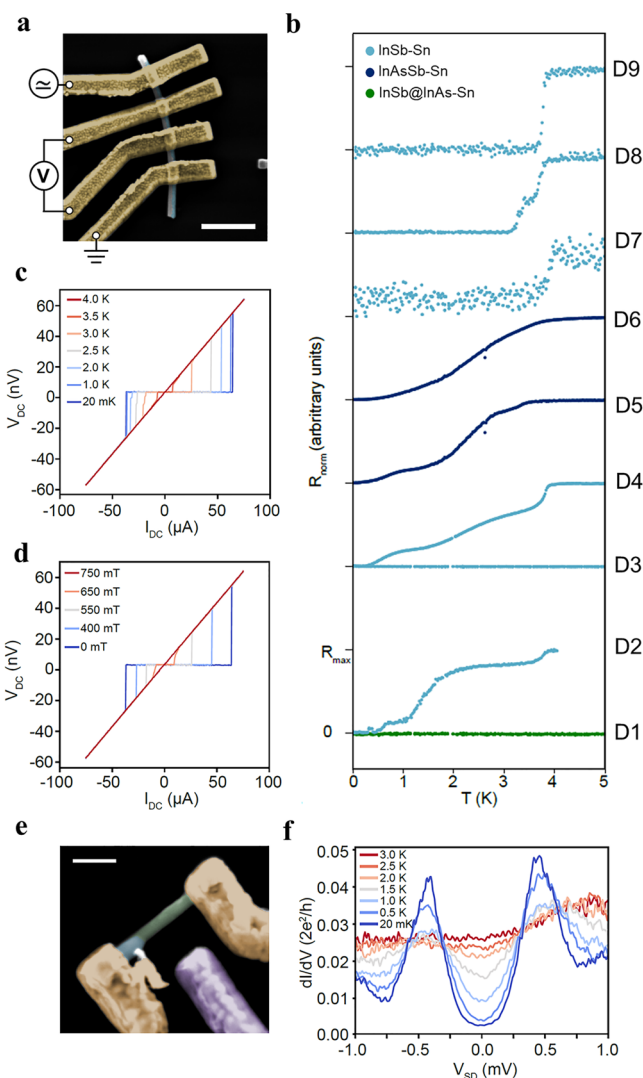 a
V
b
InSb-Sn
InAsSb-Sn
InSb@InAs-Sn
D9
D8
D7
D6
D5
D4
D3
D2
D1
R_norm (arbritrary units)
R_max
0
0 1 2 3 4 5
T (K)
c
4.0 K
3.5 K
3.0 K
2.5 K
2.0 K
1.0 K
20 mK
60
40
20
0
-20
-40
-60
V_DC (nV)
-100 -50 0 50 100
I_DC (µA)
d
750 mT
650 mT
550 mT
400 mT
0 mT
60
40
20
0
-20
-40
-60
V_DC (nV)
-100 -50 0 50 100
I_DC (µA)
e
f
3.0 K
2.5 K
2.0 K
1.5 K
1.0 K
0.5 K
20 mK
0.05
0.04
0.03
0.02
0.01
0.00
dI/dV (2e²/h)
-1.0 -0.5 0.0 0.5 1.0
V_SD (mV)